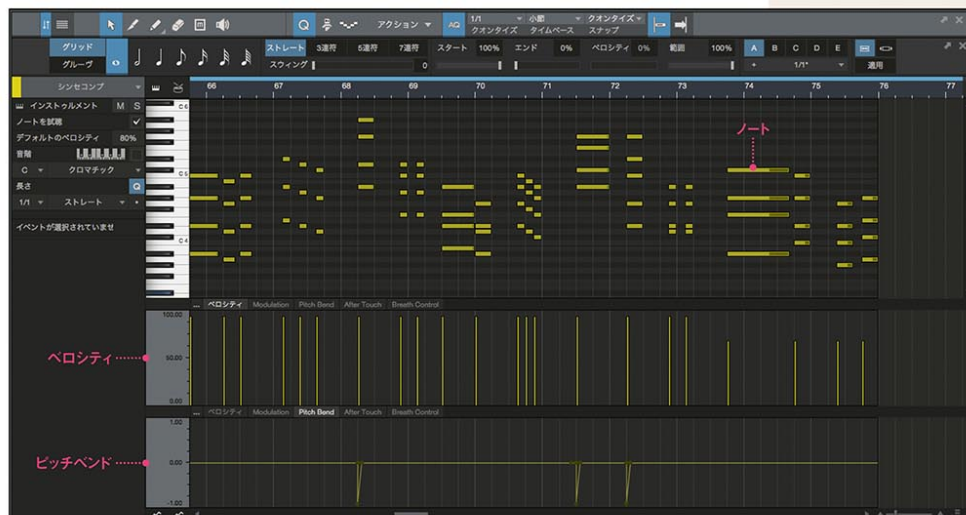 アクション
AQ
1/1 小節 クオンタイズ
クオンタイズ タイムベース スナップ
グリッド
グルーヴ
ストレート 3連符 5連符 7連符 スタート 100% エンド 0% ベロシティ 0% 範囲 100% A B C D E
スウィング 0 1/1* 適用
シンセコンプ
66 67 68 69 70 71 72 73 74 75 76 77
インストゥルメント M S
ノートを試聴
デフォルトのベロシティ 80%
音階
C クロマチック
長さ Q
1/1 ストレート
イベントが選択されていませ
C 6
C 5
C 4
ノート
... ベロシティ Modulation Pitch Bend After Touch Breath Control
100.00
ベロシティ
50.00
0.00
... ベロシティ Modulation Pitch Bend After Touch Breath Control
1.00
ピッチベンド
0.00
-1.00